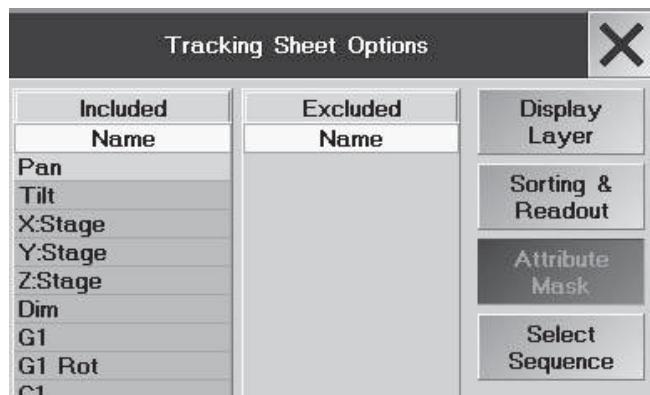 Tracking Sheet Options
Included
Name
Pan
Tilt
X:Stage
Y:Stage
Z:Stage
Dim
G1
G1 Rot
C1
Excluded
Name
Display
Layer
Sorting &
Readout
Attribute
Mask
Select
Sequence